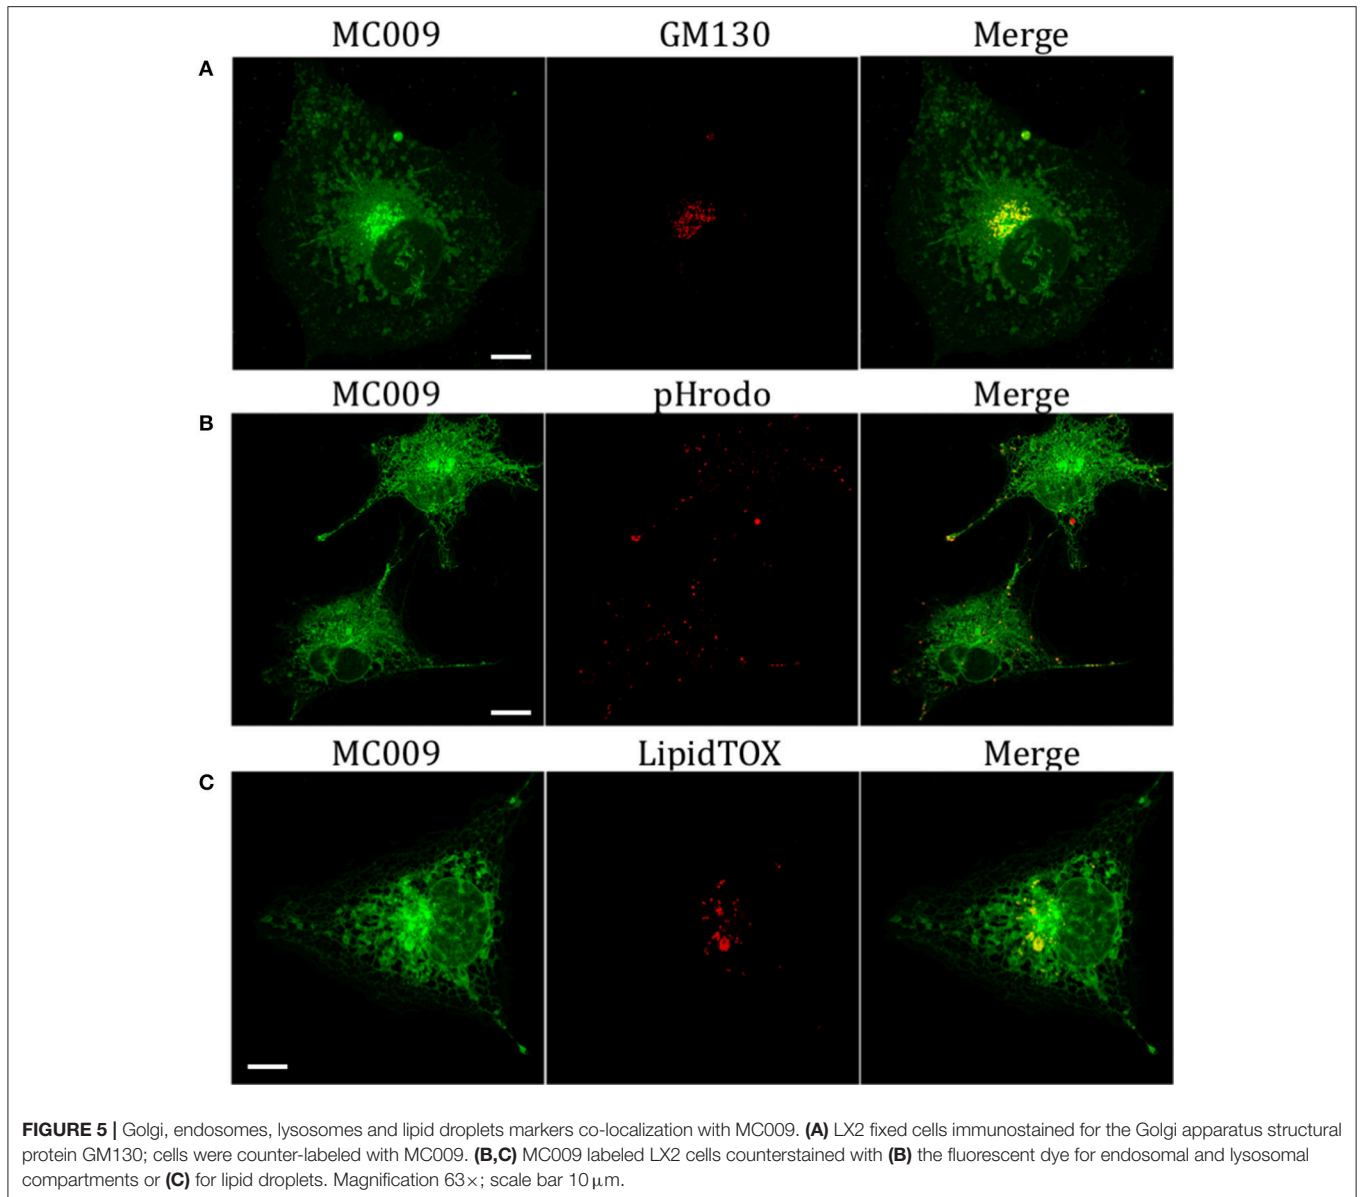 MC009 GM130 Merge
A
MC009 pHrodo Merge
B
MC009 LipidTOX Merge
C
FIGURE 5 | Golgi, endosomes, lysosomes and lipid droplets markers co-localization with MC009. (A) LX2 fixed cells immunostained for the Golgi apparatus structural
protein GM130; cells were counter-labeled with MC009. (B,C) MC009 labeled LX2 cells counterstained with (B) the fluorescent dye for endosomal and lysosomal
compartments or (C) for lipid droplets. Magnification 63×; scale bar 10 μm.